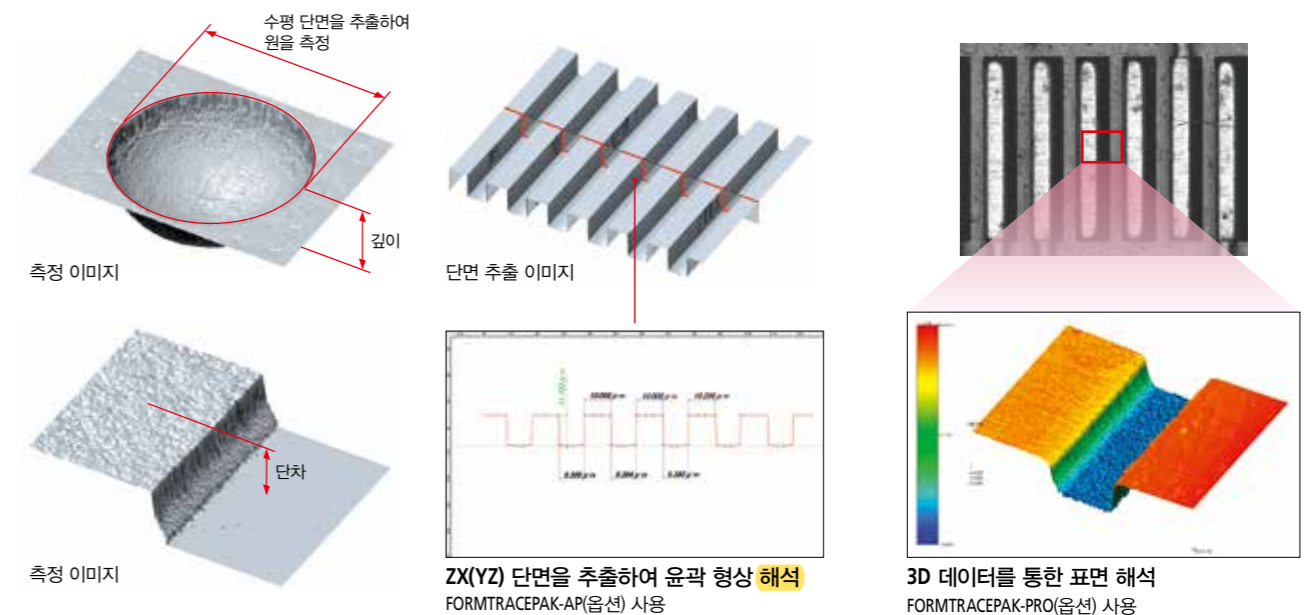 수평 단면을 추출하여
원을 측정
깊이
측정 이미지
단면 추출 이미지
단차
측정 이미지
ZX(YZ) 단면을 추출하여 윤곽 형상 해석
FORMTRACEPAK-AP(옵션) 사용
3D 데이터를 통한 표면 해석
FORMTRACEPAK-PRO(옵션) 사용